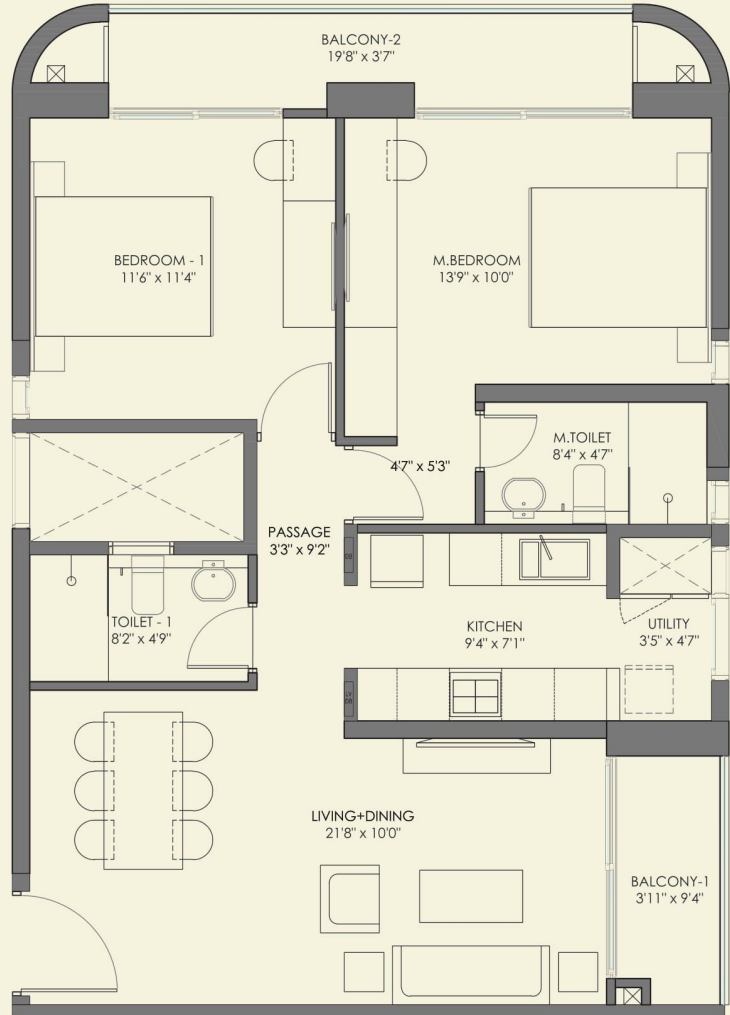 BALCONY-2
19'8" x 3'7"
BEDROOM - 1
11'6" x 11'4"
M.BEDROOM
13'9" x 10'0"
M.TOILET
8'4" x 4'7"
4'7" x 5'3"
PASSAGE
3'3" x 9'2"
DB
TOILET - 1
8'2" x 4'9"
KITCHEN
9'4" x 7'1"
UTILITY
3'5" x 4'7"
LIVING+DINING
21'8" x 10'0"
BALCONY-1
3'11" x 9'4"